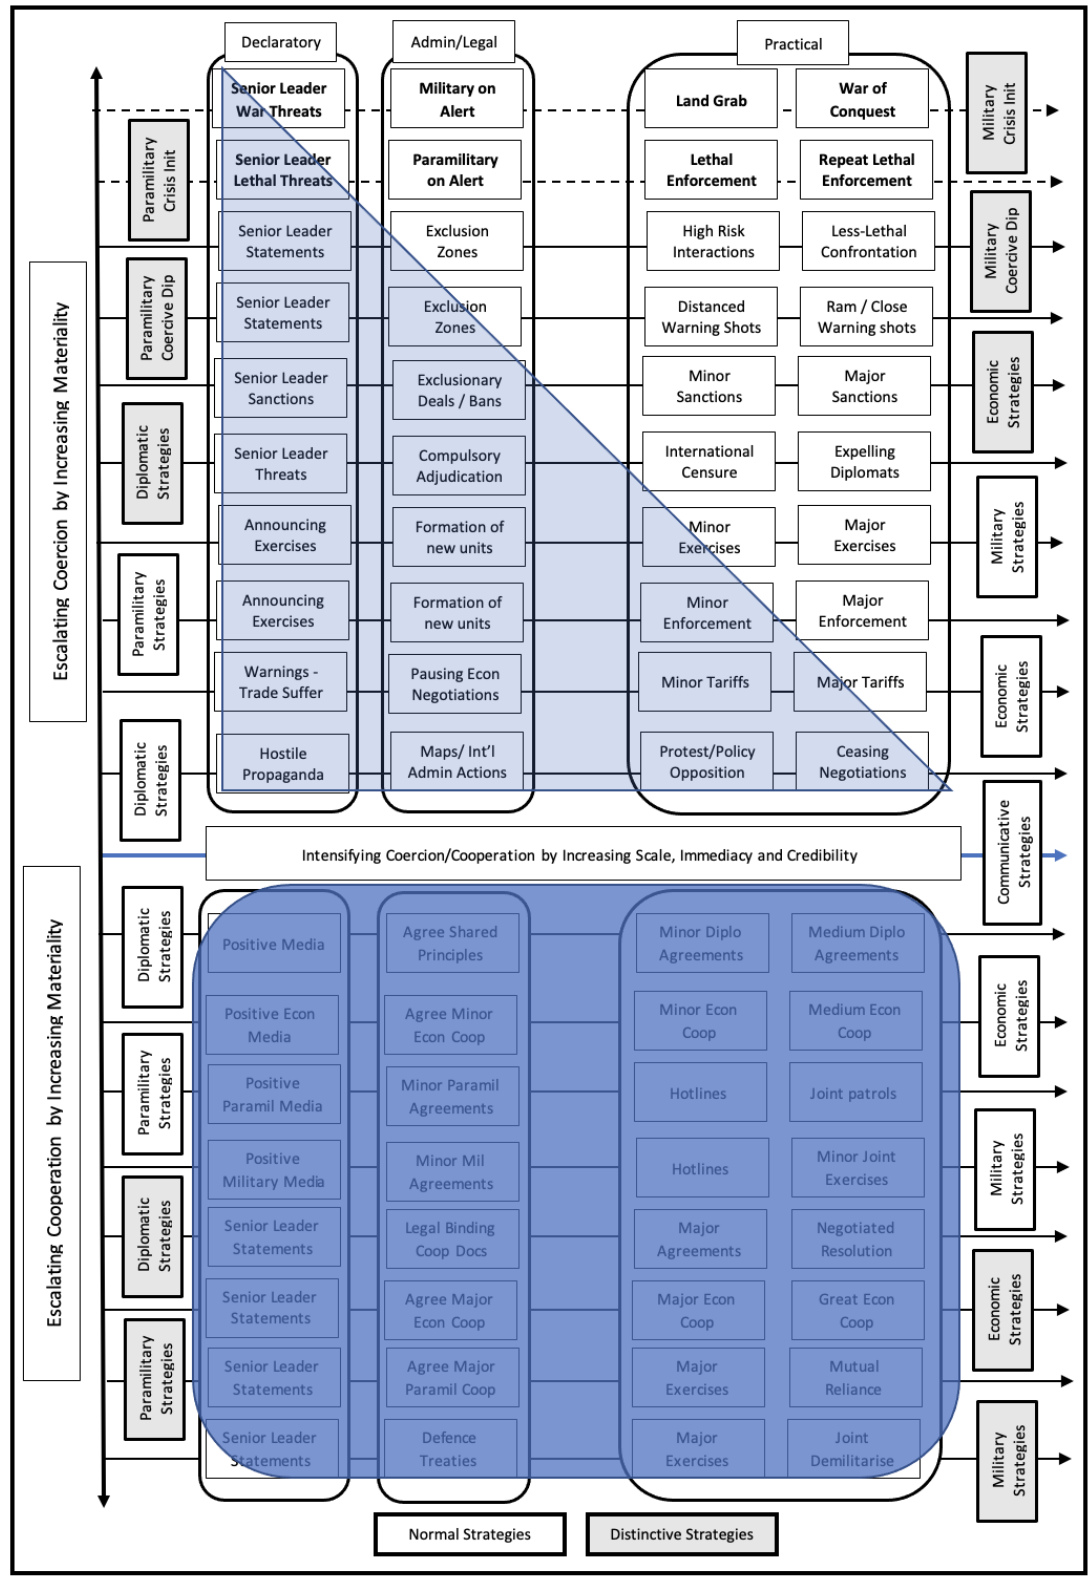 Declaratory
Admin/Legal
Practical
Senior Leader
War Threats
Military on
Alert
Land Grab
War of
Conquest
Military
Crisis Init
Paramilitary
Crisis Init
Senior Leader
Lethal Threats
Paramilitary
on Alert
Lethal
Enforcement
Repeat Lethal
Enforcement
Senior Leader
Statements
Exclusion
Zones
High Risk
Interactions
Less-Lethal
Confrontation
Military
Coercive Dip
Escalating Coercion by Increasing Materiality
Paramilitary
Coercive Dip
Senior Leader
Statements
Exclusion
Zones
Distanced
Warning Shots
Ram / Close
Warning shots
Senior Leader
Sanctions
Exclusionary
Deals / Bans
Minor
Sanctions
Major
Sanctions
Economic
Strategies
Diplomatic
Strategies
Senior Leader
Threats
Compulsory
Adjudication
International
Censure
Expelling
Diplomats
Announcing
Exercises
Formation of
new units
Minor
Exercises
Major
Exercises
Military
Strategies
Paramilitary
Strategies
Announcing
Exercises
Formation of
new units
Minor
Enforcement
Major
Enforcement
Warnings -
Trade Suffer
Pausing Econ
Negotiations
Minor Tariffs
Major Tariffs
Economic
Strategies
Diplomatic
Strategies
Hostile
Propaganda
Maps/ Int'l
Admin Actions
Protest/Policy
Opposition
Ceasing
Negotiations
Intensifying Coercion/Cooperation by Increasing Scale, Immediacy and Credibility
Communicative
Strategies
Escalating Cooperation by Increasing Materiality
Diplomatic
Strategies
Positive Media
Agree Shared
Principles
Minor Diplo
Agreements
Medium Diplo
Agreements
Positive Econ
Media
Agree Minor
Econ Coop
Minor Econ
Coop
Medium Econ
Coop
Economic
Strategies
Paramilitary
Strategies
Positive
Paramil Media
Minor Paramil
Agreements
Hotlines
Joint patrols
Positive
Military Media
Minor Mil
Agreements
Hotlines
Minor Joint
Exercises
Military
Strategies
Diplomatic
Strategies
Senior Leader
Statements
Legal Binding
Coop Docs
Major
Agreements
Negotiated
Resolution
Senior Leader
Statements
Agree Major
Econ Coop
Major Econ
Coop
Great Econ
Coop
Economic
Strategies
Paramilitary
Strategies
Senior Leader
Statements
Agree Major
Paramil Coop
Major
Exercises
Mutual
Reliance
Senior Leader
Statements
Defence
Treaties
Major
Exercises
Joint
Demilitarise
Military
Strategies
Normal Strategies
Distinctive Strategies